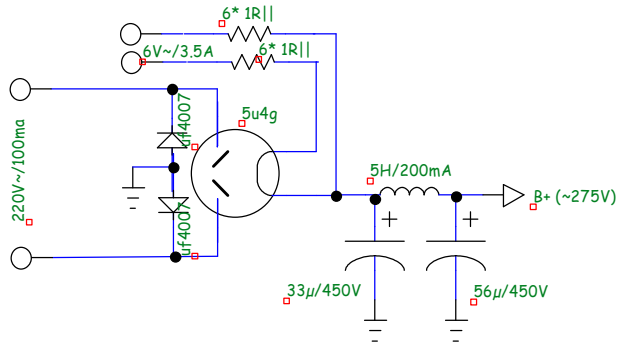 6* 1R||
6V~/3.5A
6* 1R||
uf4007
5u4g
220V~/100ma
5H/200mA
B+ (~275V)
uf4007
+
+
33µ/450V
56µ/450V